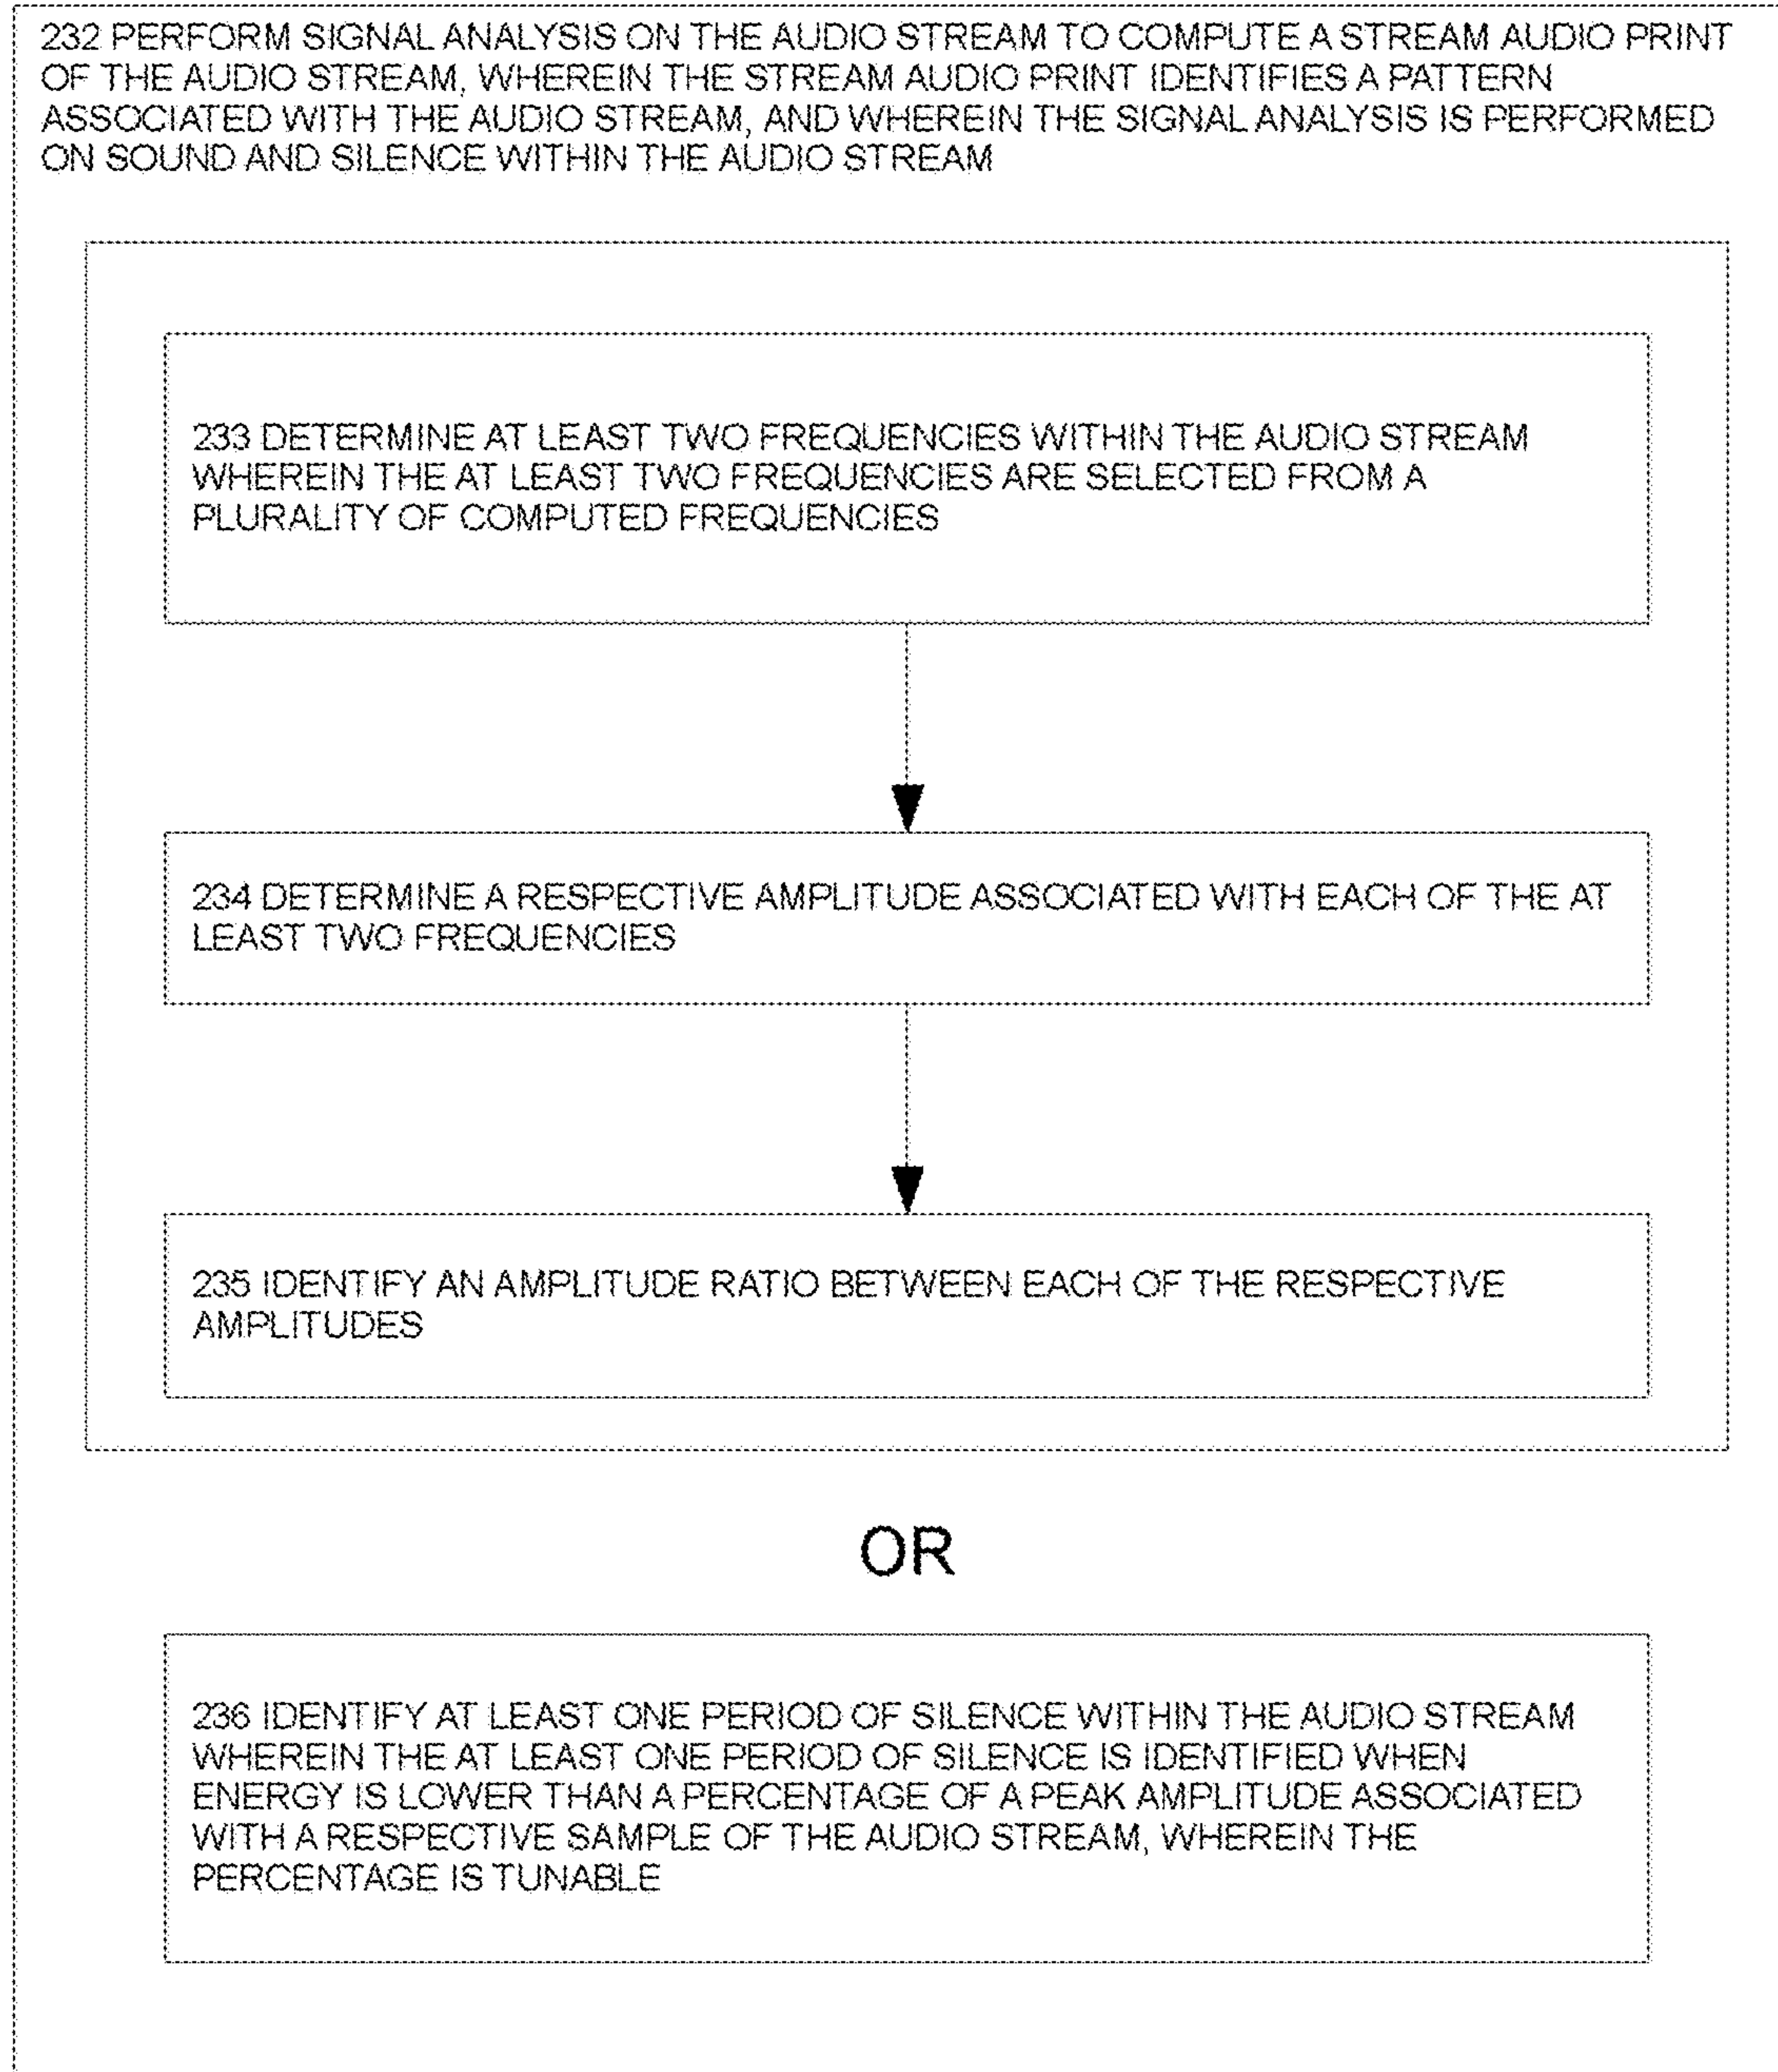 232 PERFORM SIGNAL ANALYSIS ON THE AUDIO STREAM TO COMPUTE A STREAM AUDIO PRINT
OF THE AUDIO STREAM, WHEREIN THE STREAM AUDIO PRINT IDENTIFIES A PATTERN
ASSOCIATED WITH THE AUDIO STREAM, AND WHEREIN THE SIGNAL ANALYSIS IS PERFORMED
ON SOUND AND SILENCE WITHIN THE AUDIO STREAM
233 DETERMINE AT LEAST TWO FREQUENCIES WITHIN THE AUDIO STREAM
WHEREIN THE AT LEAST TWO FREQUENCIES ARE SELECTED FROM A
PLURALITY OF COMPUTED FREQUENCIES
234 DETERMINE A RESPECTIVE AMPLITUDE ASSOCIATED WITH EACH OF THE AT
LEAST TWO FREQUENCIES
235 IDENTIFY AN AMPLITUDE RATIO BETWEEN EACH OF THE RESPECTIVE
AMPLITUDES
OR
236 IDENTIFY AT LEAST ONE PERIOD OF SILENCE WITHIN THE AUDIO STREAM
WHEREIN THE AT LEAST ONE PERIOD OF SILENCE IS IDENTIFIED WHEN
ENERGY IS LOWER THAN A PERCENTAGE OF A PEAK AMPLITUDE ASSOCIATED
WITH A RESPECTIVE SAMPLE OF THE AUDIO STREAM, WHEREIN THE
PERCENTAGE IS TUNABLE